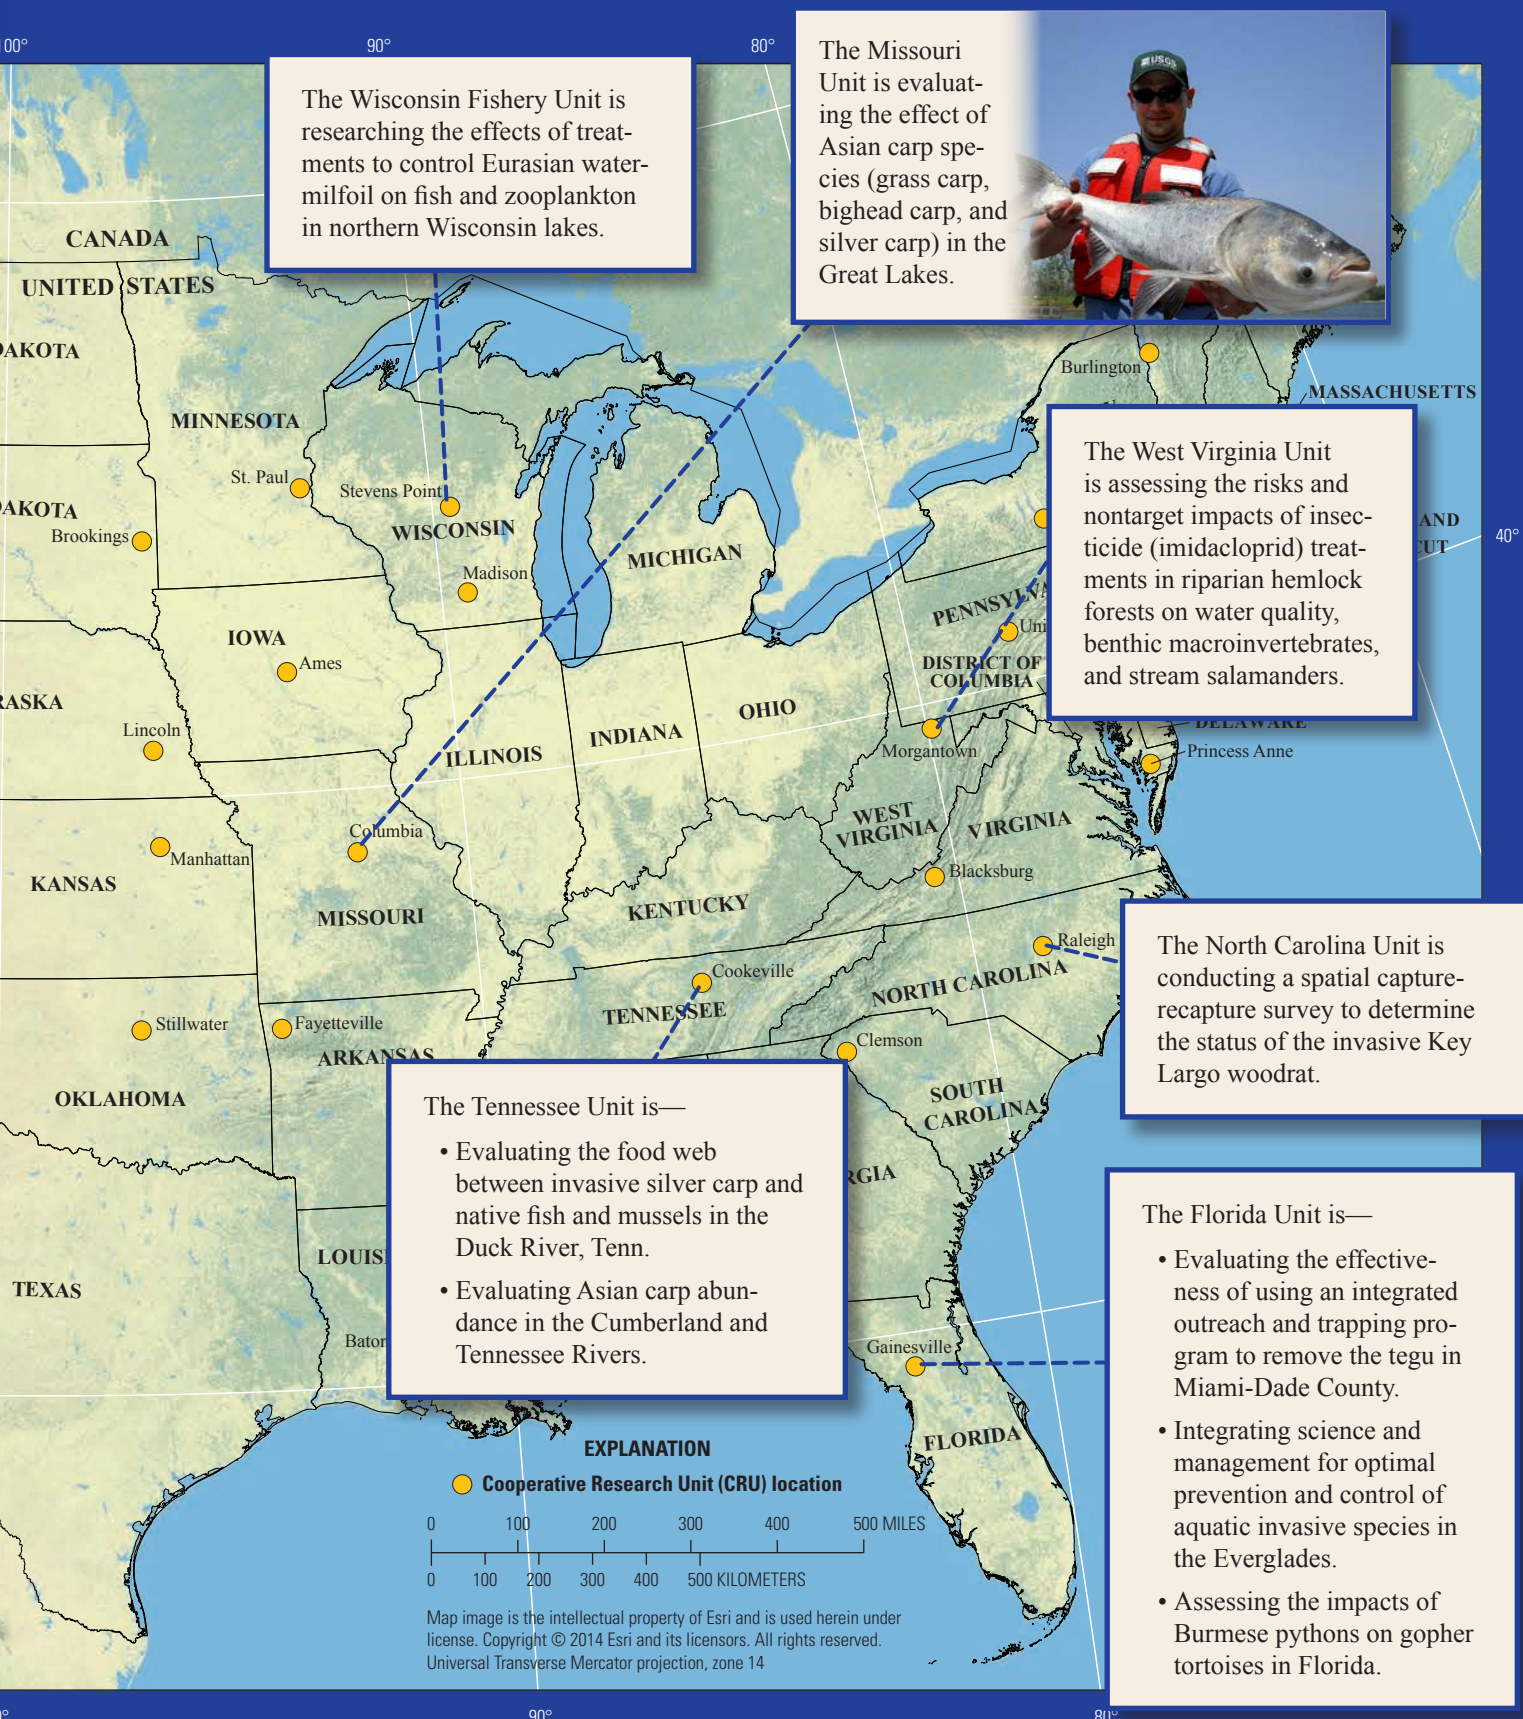 100°
90°
80°
The Wisconsin Fishery Unit is
researching the effects of treat-
ments to control Eurasian water-
milfoil on fish and zooplankton
in northern Wisconsin lakes.
The Missouri
Unit is evaluat-
ing the effect of
Asian carp spe-
cies (grass carp,
bighead carp, and
silver carp) in the
Great Lakes.
USGS
CANADA
UNITED STATES
DAKOTA
MINNESOTA
St. Paul
Stevens Point
WISCONSIN
Madison
MICHIGAN
DAKOTA
Brookings
Burlington
MASSACHUSETTS
The West Virginia Unit
is assessing the risks and
nontarget impacts of insec-
ticide (imidacloprid) treat-
ments in riparian hemlock
forests on water quality,
benthic macroinvertebrates,
and stream salamanders.
AND
CUT
40°
PENNSYLVA
Uni
DISTRICT OF
COLUMBIA
DELAWARE
Princess Anne
Morgantown
IOWA
Ames
RASKA
Lincoln
ILLINOIS
INDIANA
OHIO
WEST
VIRGINIA
VIRGINIA
Blacksburg
Columbia
Manhattan
KANSAS
MISSOURI
KENTUCKY
Raleigh
NORTH CAROLINA
Cookeville
TENNESSEE
The North Carolina Unit is
conducting a spatial capture-
recapture survey to determine
the status of the invasive Key
Largo woodrat.
Stillwater
Fayetteville
ARKANSAS
Clemson
OKLAHOMA
SOUTH
CAROLINA
RGIA
The Tennessee Unit is—
• Evaluating the food web
between invasive silver carp and
native fish and mussels in the
Duck River, Tenn.
• Evaluating Asian carp abun-
dance in the Cumberland and
Tennessee Rivers.
LOUISI
TEXAS
Baton
Gainesville
FLORIDA
The Florida Unit is—
• Evaluating the effective-
ness of using an integrated
outreach and trapping pro-
gram to remove the tegu in
Miami-Dade County.
• Integrating science and
management for optimal
prevention and control of
aquatic invasive species in
the Everglades.
• Assessing the impacts of
Burmese pythons on gopher
tortoises in Florida.
EXPLANATION
Cooperative Research Unit (CRU) location
0 100 200 300 400 500 MILES
0 100 200 300 400 500 KILOMETERS
Map image is the intellectual property of Esri and is used herein under
license. Copyright © 2014 Esri and its licensors. All rights reserved.
Universal Transverse Mercator projection, zone 14
90°
80°